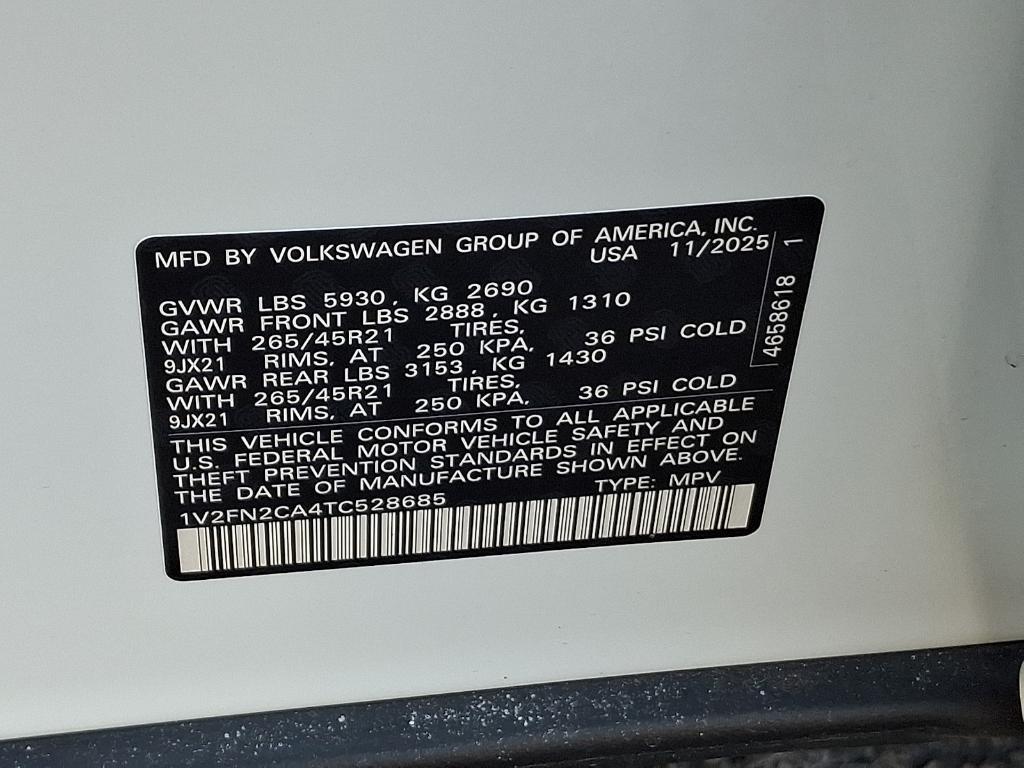 MFD BY VOLKSWAGEN GROUP OF AMERICA, INC.
USA 11/2025
GVWR LBS 5930, KG 2690
GAWR FRONT LBS 2888, KG 1310
WITH 265/45R21 TIRES,
9JX21 RIMS, AT 250 KPA, 36 PSI COLD
GAWR REAR LBS 3153, KG 1430
WITH 265/45R21 TIRES,
9JX21 RIMS, AT 250 KPA, 36 PSI COLD
THIS VEHICLE CONFORMS TO ALL APPLICABLE
U.S. FEDERAL MOTOR VEHICLE SAFETY AND
THEFT PREVENTION STANDARDS IN EFFECT ON
THE DATE OF MANUFACTURE SHOWN ABOVE.
1V2FN2CA4TC528685 TYPE: MPV
4658618 1